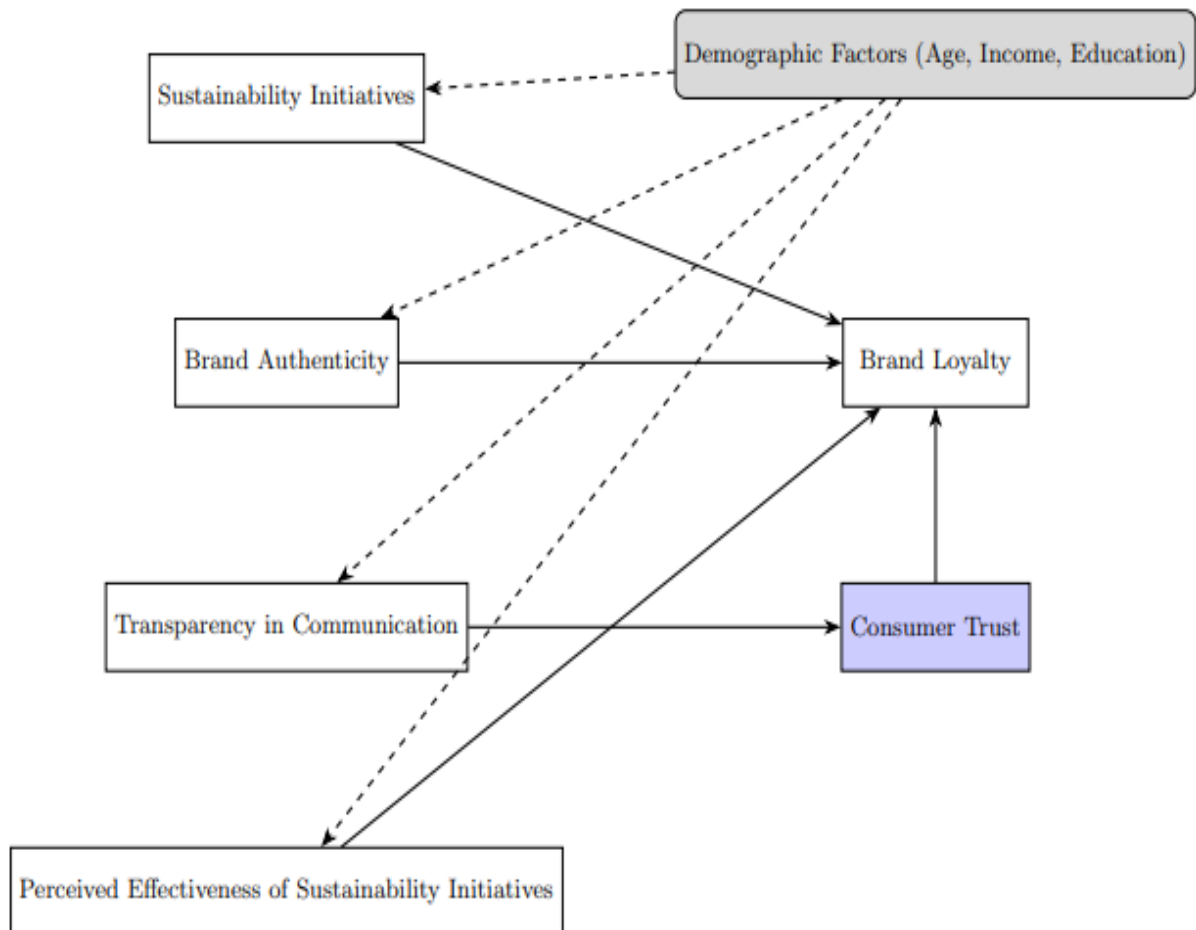 Demographic Factors (Age, Income, Education)
Sustainability Initiatives
Brand Authenticity
Brand Loyalty
Transparency in Communication
Consumer Trust
Perceived Effectiveness of Sustainability Initiatives